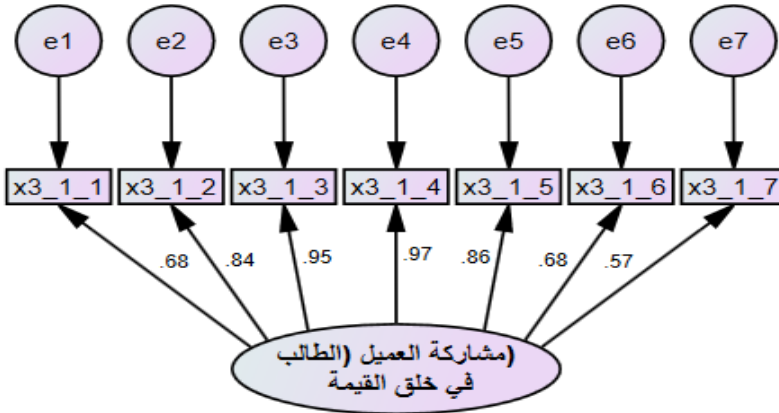 e1 e2 e3 e4 e5 e6 e7
x3_1_1 x3_1_2 x3_1_3 x3_1_4 x3_1_5 x3_1_6 x3_1_7
.68 .84 .95 .97 .86 .68 .57
(مشاركة العميل (الطالب
في خلق القيمة